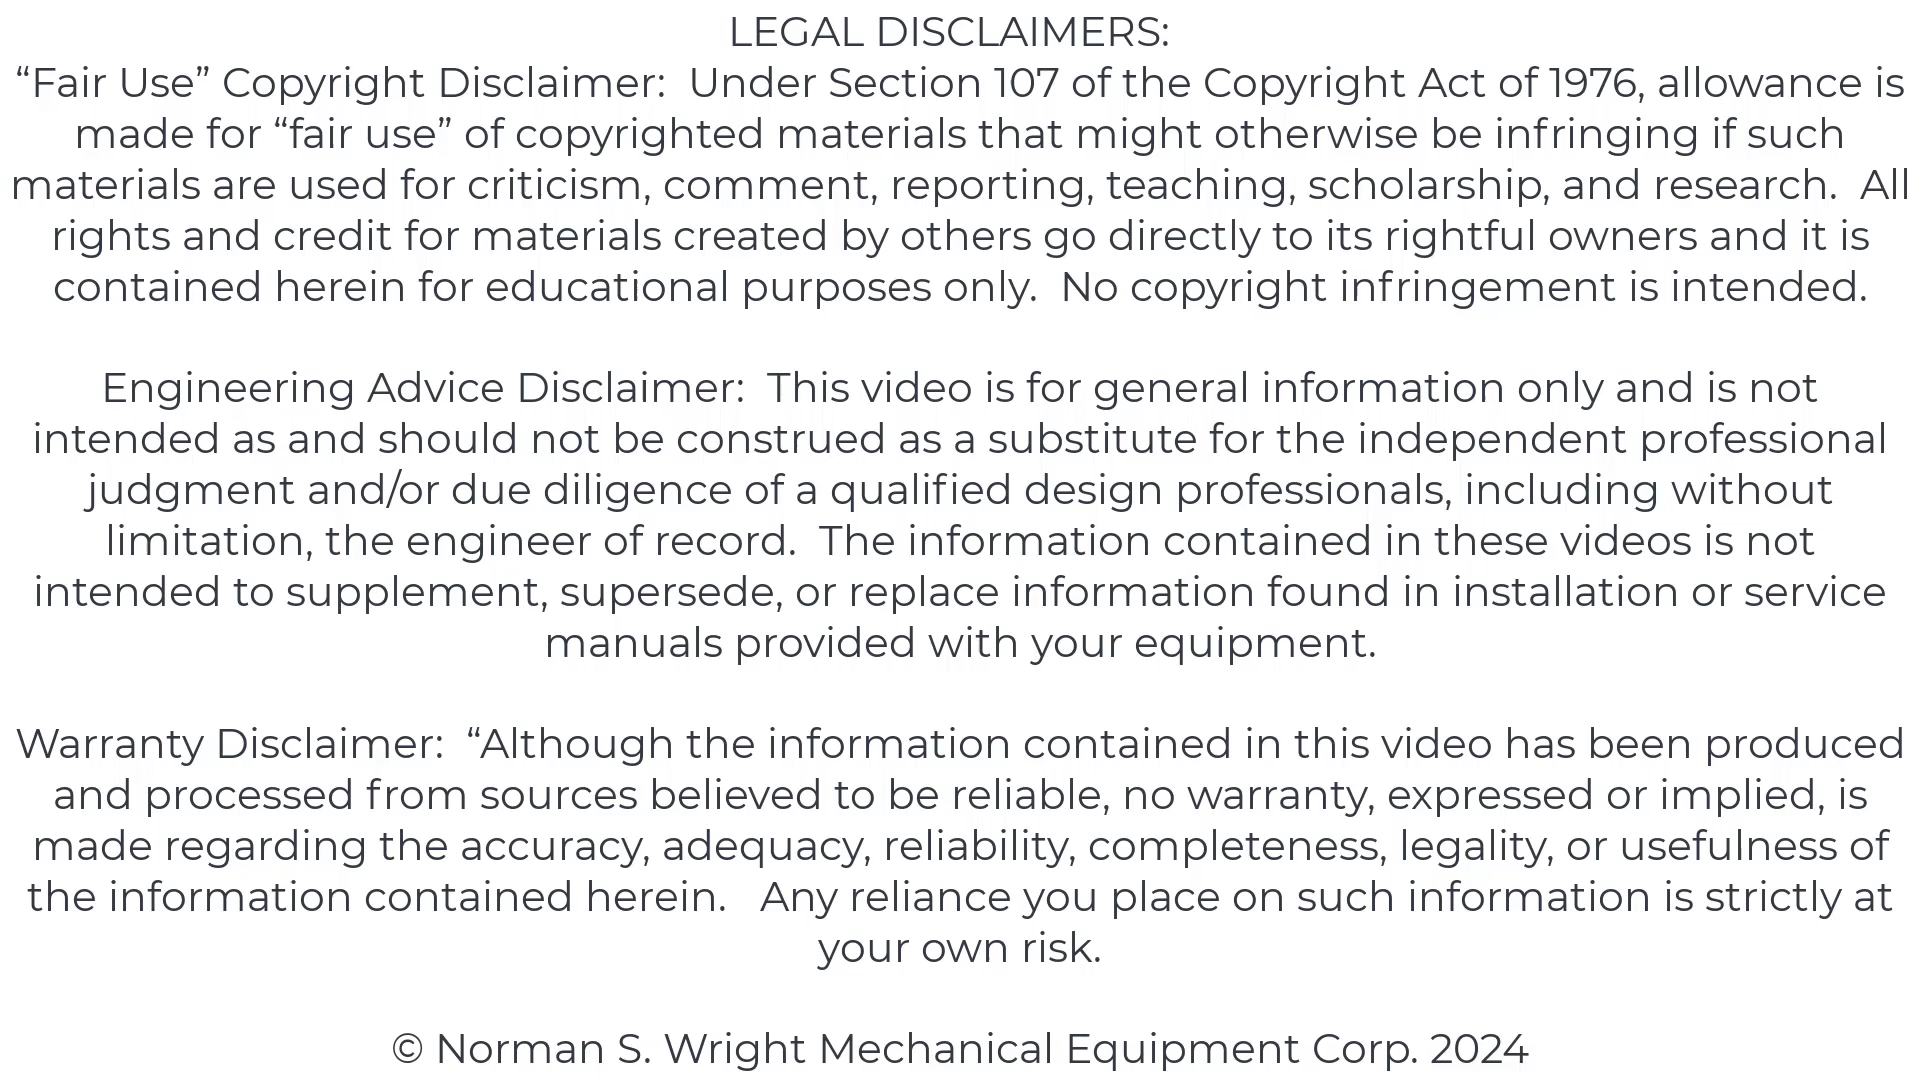 LEGAL DISCLAIMERS:
“Fair Use” Copyright Disclaimer:  Under Section 107 of the Copyright Act of 1976, allowance is
made for “fair use” of copyrighted materials that might otherwise be infringing if such
materials are used for criticism, comment, reporting, teaching, scholarship, and research.  All
rights and credit for materials created by others go directly to its rightful owners and it is
contained herein for educational purposes only.  No copyright infringement is intended.
Engineering Advice Disclaimer:  This video is for general information only and is not
intended as and should not be construed as a substitute for the independent professional
judgment and/or due diligence of a qualified design professionals, including without
limitation, the engineer of record.  The information contained in these videos is not
intended to supplement, supersede, or replace information found in installation or service
manuals provided with your equipment.
Warranty Disclaimer:  “Although the information contained in this video has been produced
and processed from sources believed to be reliable, no warranty, expressed or implied, is
made regarding the accuracy, adequacy, reliability, completeness, legality, or usefulness of
the information contained herein.   Any reliance you place on such information is strictly at
your own risk.
© Norman S. Wright Mechanical Equipment Corp. 2024